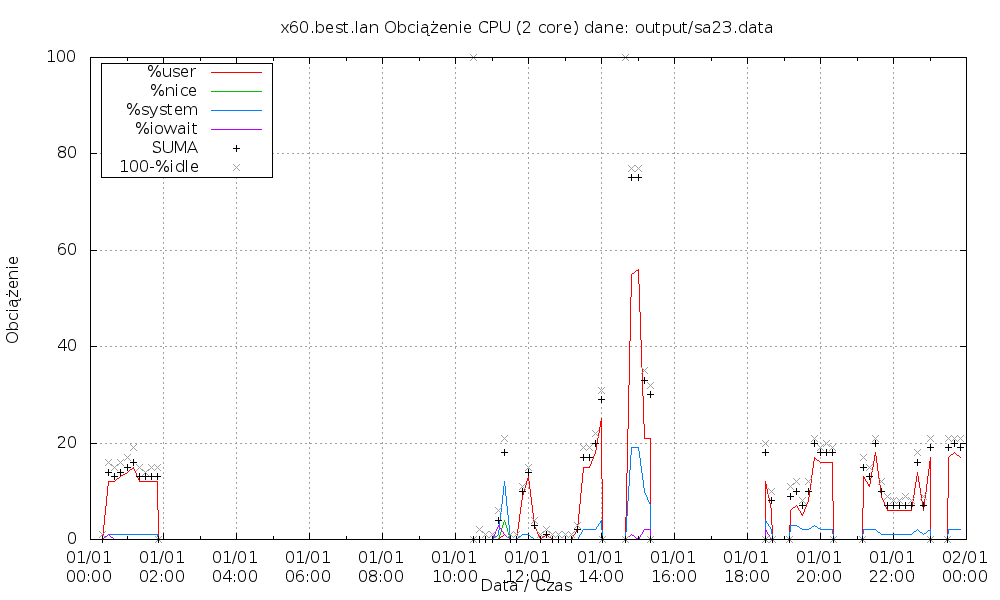 x60.best.lan Obciążenie CPU (2 core) dane: output/sa23.data
100
80
60
40
20
0
Obciążenie
%user
%nice
%system
%iowait
SUMA
100-%idle
01/01 01/01 01/01 01/01 01/01 01/01 01/01 01/01 01/01 01/01 01/01 01/01 02/01
00:00 02:00 04:00 06:00 08:00 10:00 12:00 14:00 16:00 18:00 20:00 22:00 00:00
Data / Czas